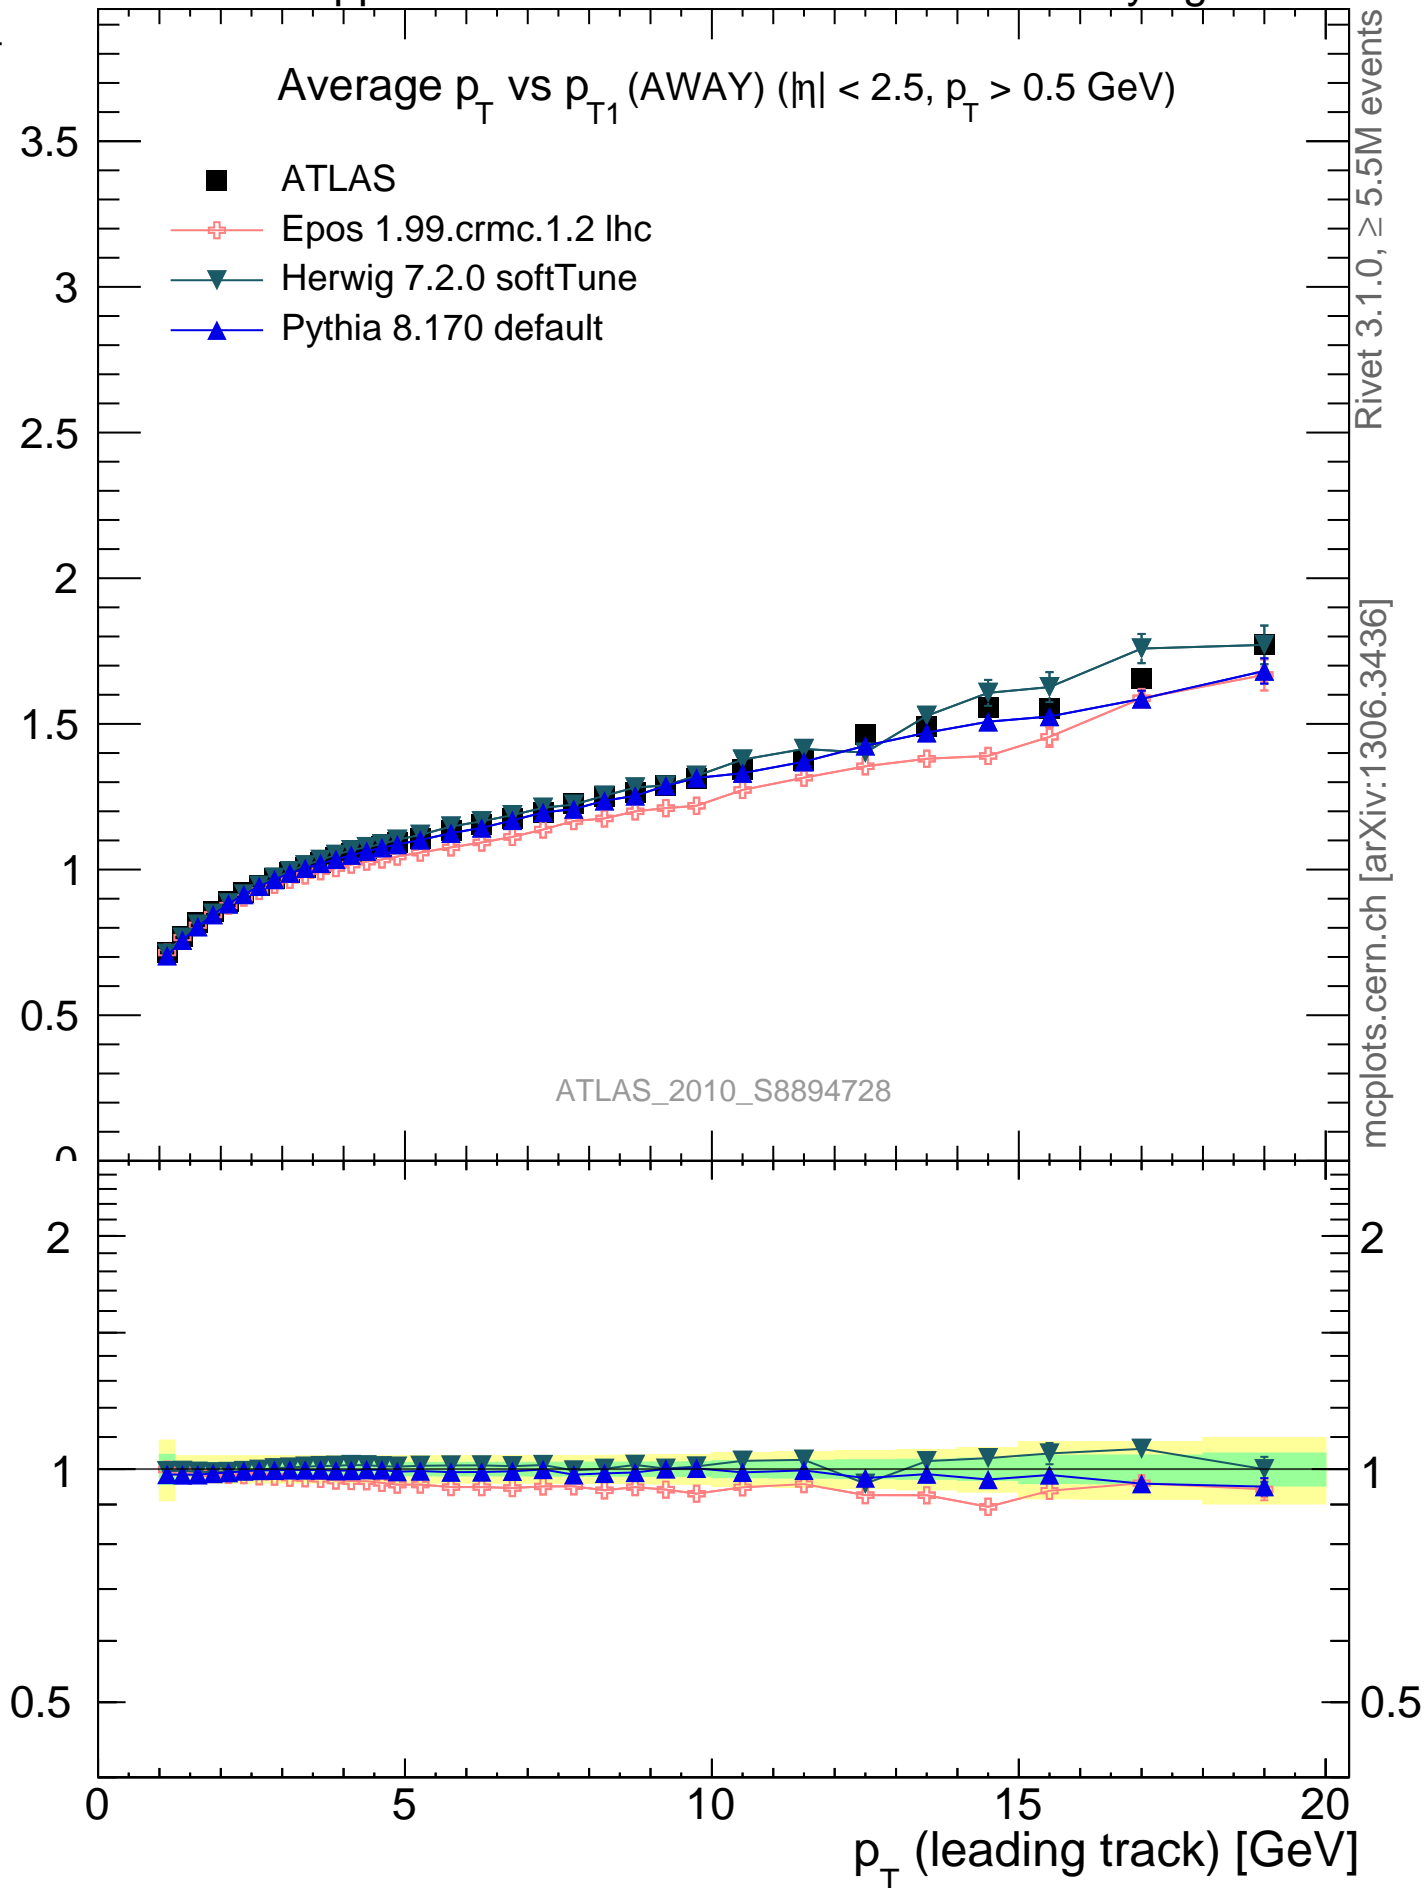 Average p_T vs p_T1 (AWAY) (|η| < 2.5, p_T > 0.5 GeV)
ATLAS
Epos 1.99.crmc.1.2 lhc
Herwig 7.2.0 softTune
Pythia 8.170 default
3.5
3
2.5
2
1.5
1
0.5
0
ATLAS_2010_S8894728
Rivet 3.1.0, ≥ 5.5M events
mcplots.cern.ch [arXiv:1306.3436]
2
1
0.5
2
1
0.5
0
5
10
15
20
p_T (leading track) [GeV]